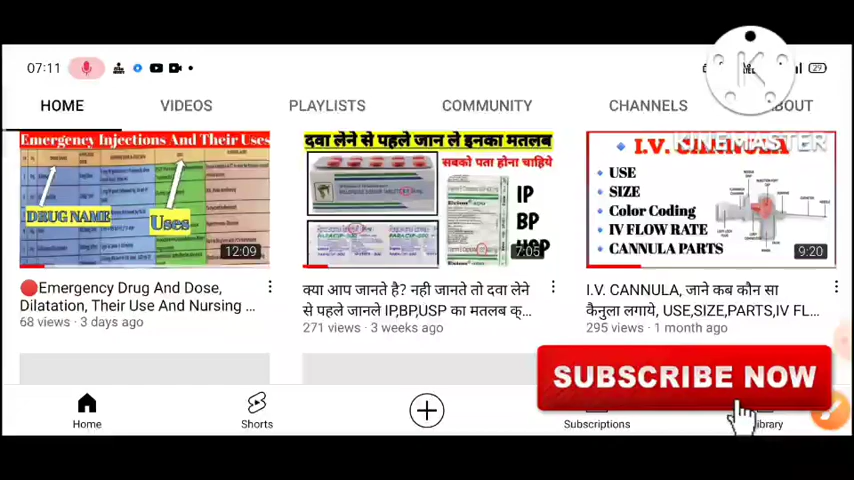 07:11
29
HOME
VIDEOS
PLAYLISTS
COMMUNITY
CHANNELS
ABOUT
KINEMASTER
Emergency Injections And Their Uses
DRUG NAME
Uses
12:09
दवा लेने से पहले जान ले इनका मतलब
सबको पता होना चाहिये
IP
BP
USP
7:05
I.V. CANNULA
USE
SIZE
Color Coding
IV FLOW RATE
CANNULA PARTS
9:20
Emergency Drug And Dose,
Dilatation, Their Use And Nursing ...
68 views · 3 days ago
क्या आप जानते है? नही जानते तो दवा लेने
से पहले जानले IP,BP,USP का मतलब क्...
271 views · 3 weeks ago
I.V. CANNULA, जाने कब कौन सा
कैनुला लगाये, USE,SIZE,PARTS,IV FL...
295 views · 1 month ago
SUBSCRIBE NOW
Home
Shorts
Subscriptions
Library